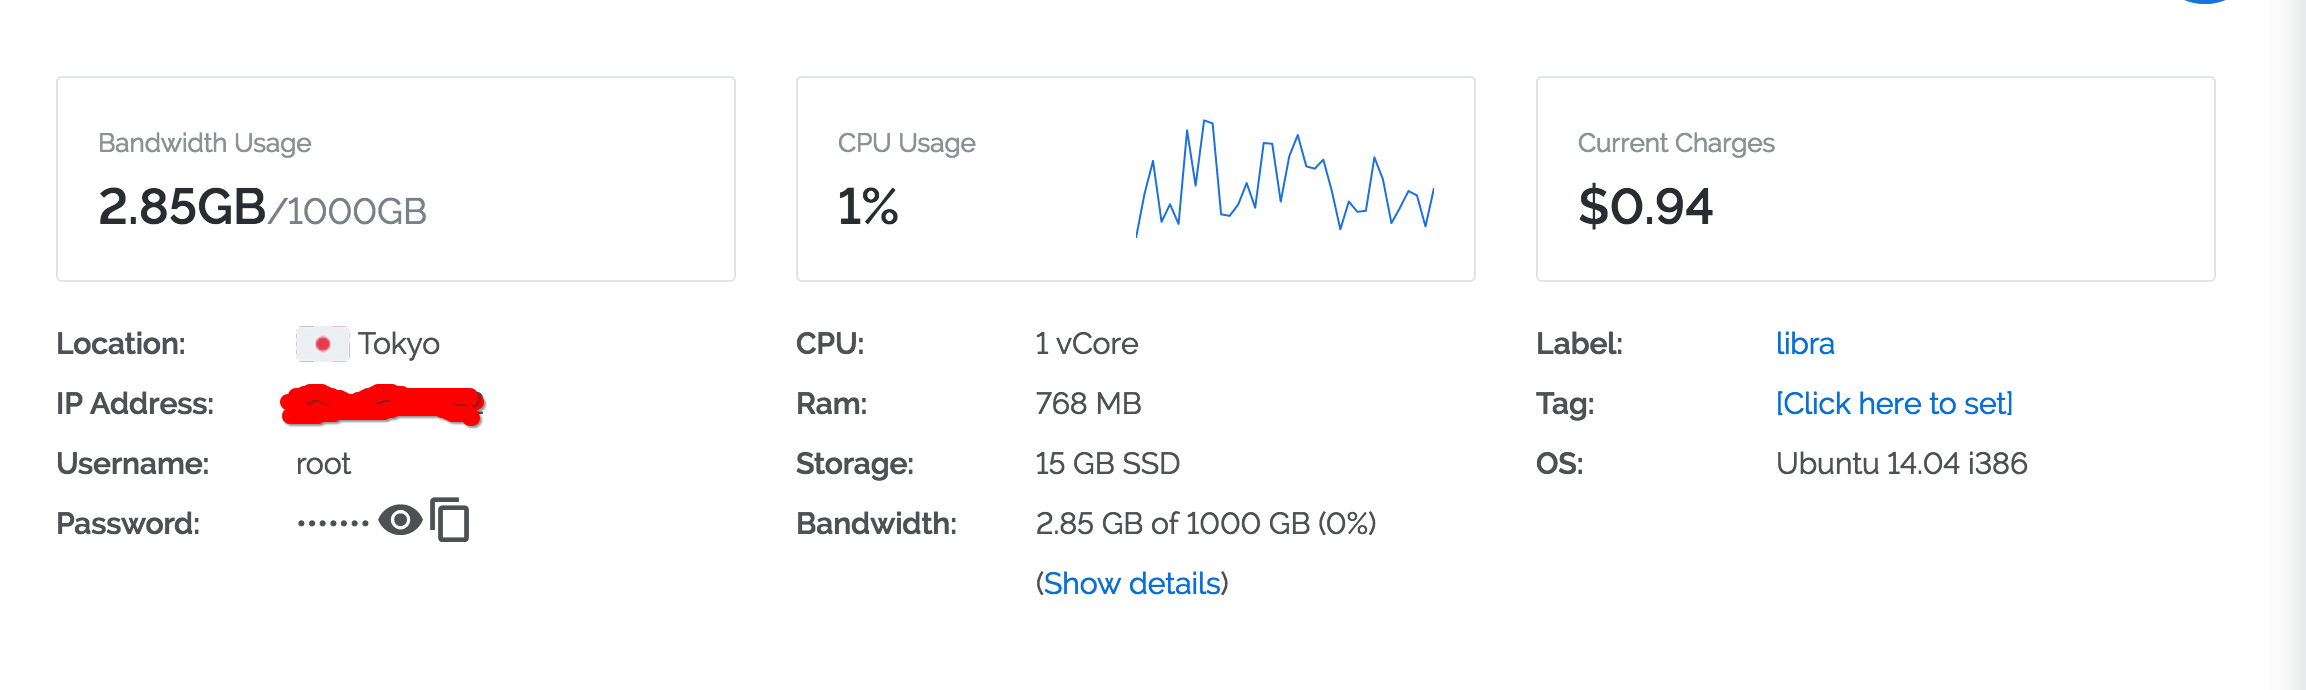 Bandwidth Usage
2.85GB/1000GB
CPU Usage
1%
Current Charges
$0.94
Location: Tokyo
IP Address:
Username: root
Password: •••••••
CPU: 1 vCore
Ram: 768 MB
Storage: 15 GB SSD
Bandwidth: 2.85 GB of 1000 GB (0%)
(Show details)
Label: libra
Tag: [Click here to set]
OS: Ubuntu 14.04 i386